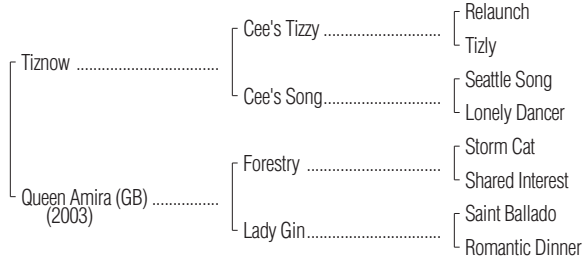 Relaunch
Cee's Tizzy ..............................
Tizly
Tiznow .....................................
Seattle Song
Cee's Song..............................
Lonely Dancer
Storm Cat
Forestry ...................................
Shared Interest
Queen Amira (GB) .................
(2003)
Saint Ballado
Lady Gin..................................
Romantic Dinner